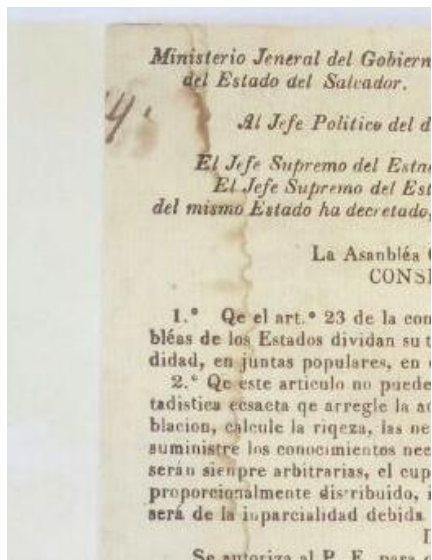 Ministerio Jeneral del Gobiern
del Estado del Salvador.
Al Jefe Politico del d
El Jefe Supremo del Esta
El Jefe Supremo del Est
del mismo Estado ha decretado,
La Asanbléa
CONS
1.° Qe el art.° 23 de la con
bléas de los Estados dividan su t
didad, en juntas populares, en
2.° Qe este articulo no puede
tadistica ecsacta qe arregle la a
blacion, calcule la riqeza, las ne
suministre los conocimientos nec
serán sienpre arbitrarias, el cup
proporcionalmente distribuido, i
será de la inparcialidad debida
Se autoriza al P. E. para